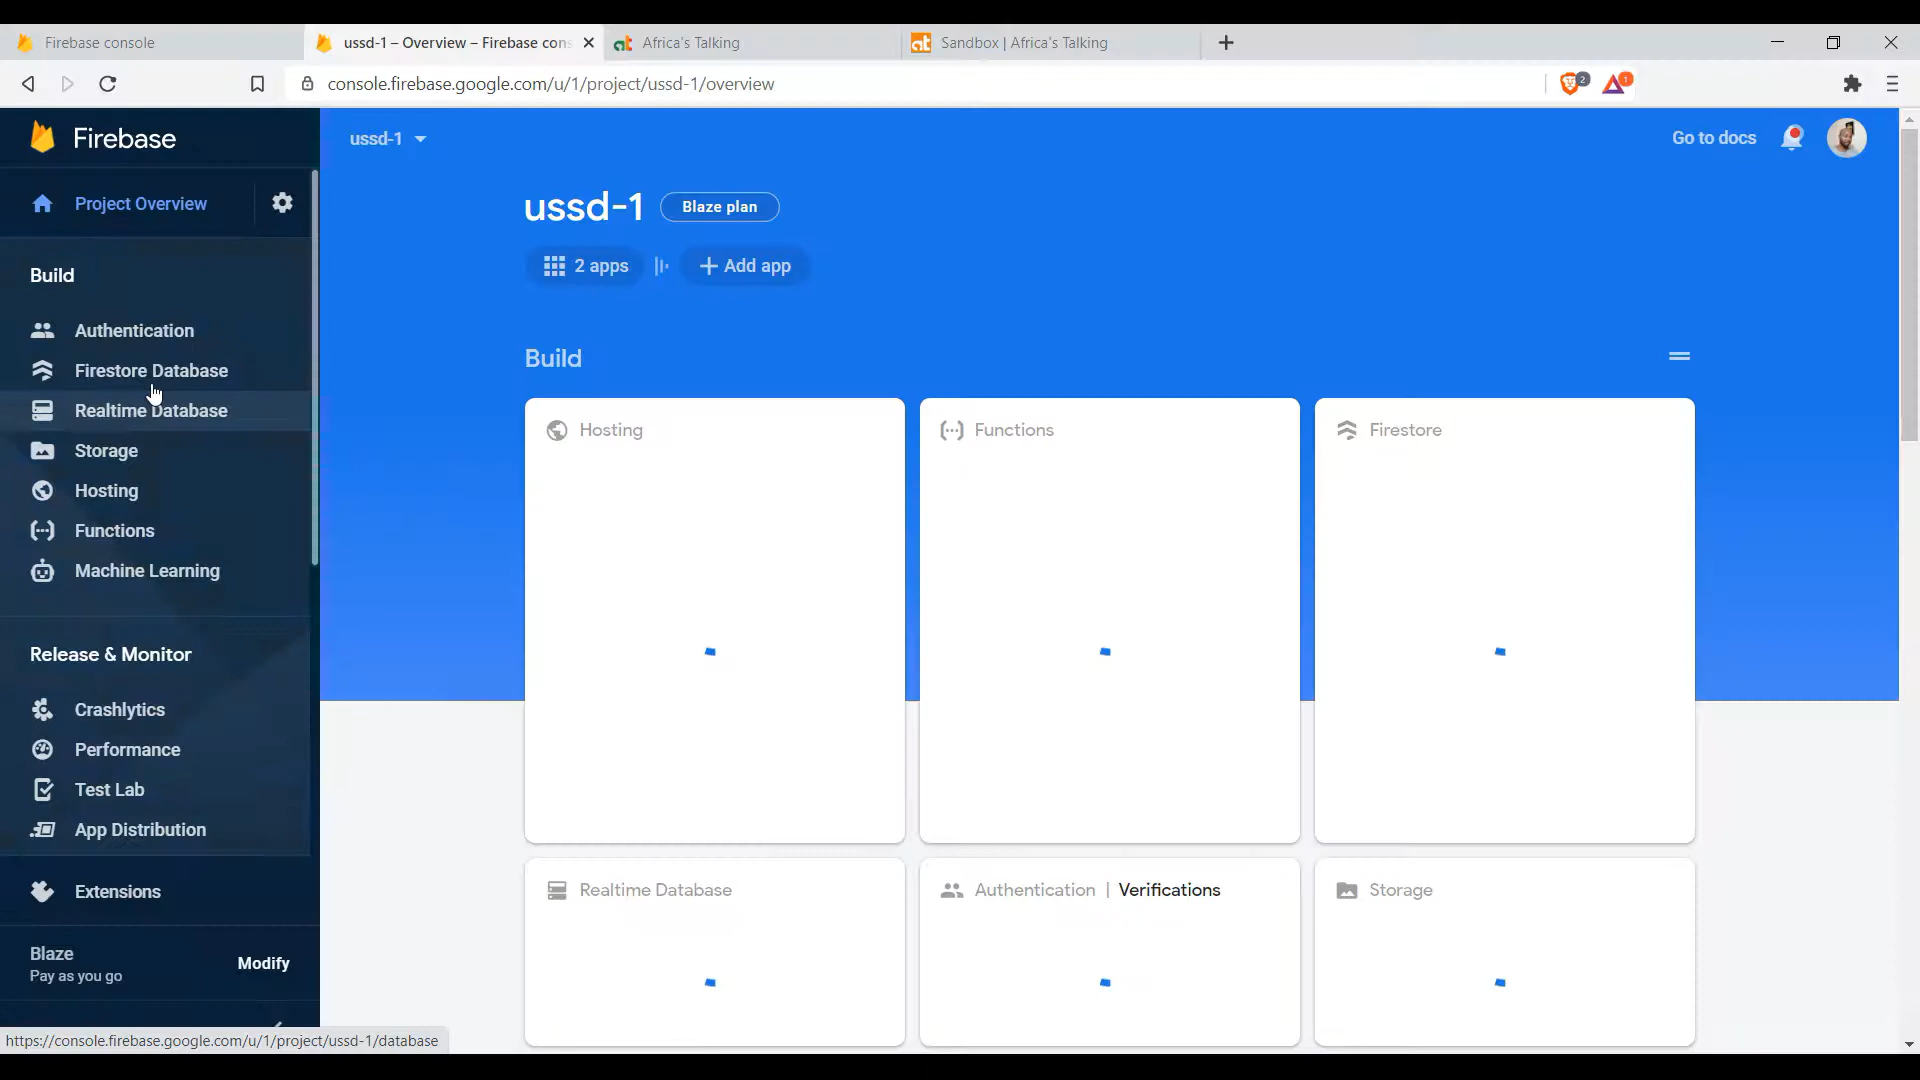 Firebase console
ussd-1 – Overview – Firebase cons
Africa's Talking
Sandbox | Africa's Talking
console.firebase.google.com/u/1/project/ussd-1/overview
2
1
Firebase
ussd-1
Go to docs
Project Overview
ussd-1
Blaze plan
2 apps
Add app
Build
Authentication
Firestore Database
Realtime Database
Storage
Hosting
Functions
Machine Learning
Release & Monitor
Crashlytics
Performance
Test Lab
App Distribution
Extensions
Blaze
Pay as you go
Modify
Build
Hosting
Functions
Firestore
Realtime Database
Authentication | Verifications
Storage
https://console.firebase.google.com/u/1/project/ussd-1/database